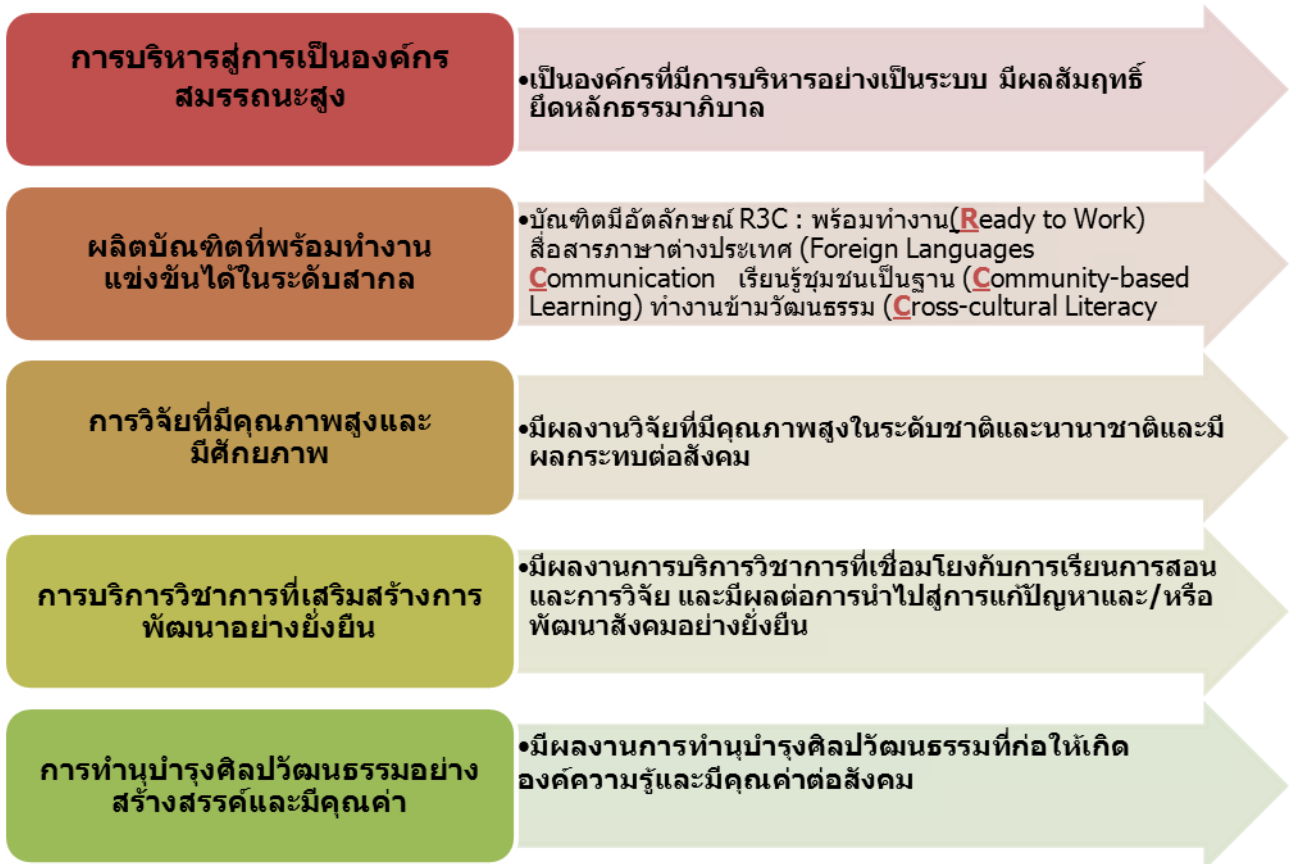 การบริหารสู่การเป็นองค์กร
สมรรถนะสูง
•เป็นองค์กรที่มีการบริหารอย่างเป็นระบบ มีผลสัมฤทธิ์
ยึดหลักธรรมาภิบาล
ผลิตบัณฑิตที่พร้อมทำงาน
แข่งขันได้ในระดับสากล
•บัณฑิตมีอัตลักษณ์ R3C : พร้อมทำงาน(Ready to Work)
สื่อสารภาษาต่างประเทศ (Foreign Languages
Communication เรียนรู้ชุมชนเป็นฐาน (Community-based
Learning) ทำงานข้ามวัฒนธรรม (Cross-cultural Literacy
การวิจัยที่มีคุณภาพสูงและ
มีศักยภาพ
•มีผลงานวิจัยที่มีคุณภาพสูงในระดับชาติและนานาชาติและมี
ผลกระทบต่อสังคม
การบริการวิชาการที่เสริมสร้างการ
พัฒนาอย่างยั่งยืน
•มีผลงานการบริการวิชาการที่เชื่อมโยงกับการเรียนการสอน
และการวิจัย และมีผลต่อการนำไปสู่การแก้ปัญหาและ/หรือ
พัฒนาสังคมอย่างยั่งยืน
การทำนุบำรุงศิลปวัฒนธรรมอย่าง
สร้างสรรค์และมีคุณค่า
•มีผลงานการทำนุบำรุงศิลปวัฒนธรรมที่ก่อให้เกิด
องค์ความรู้และมีคุณค่าต่อสังคม